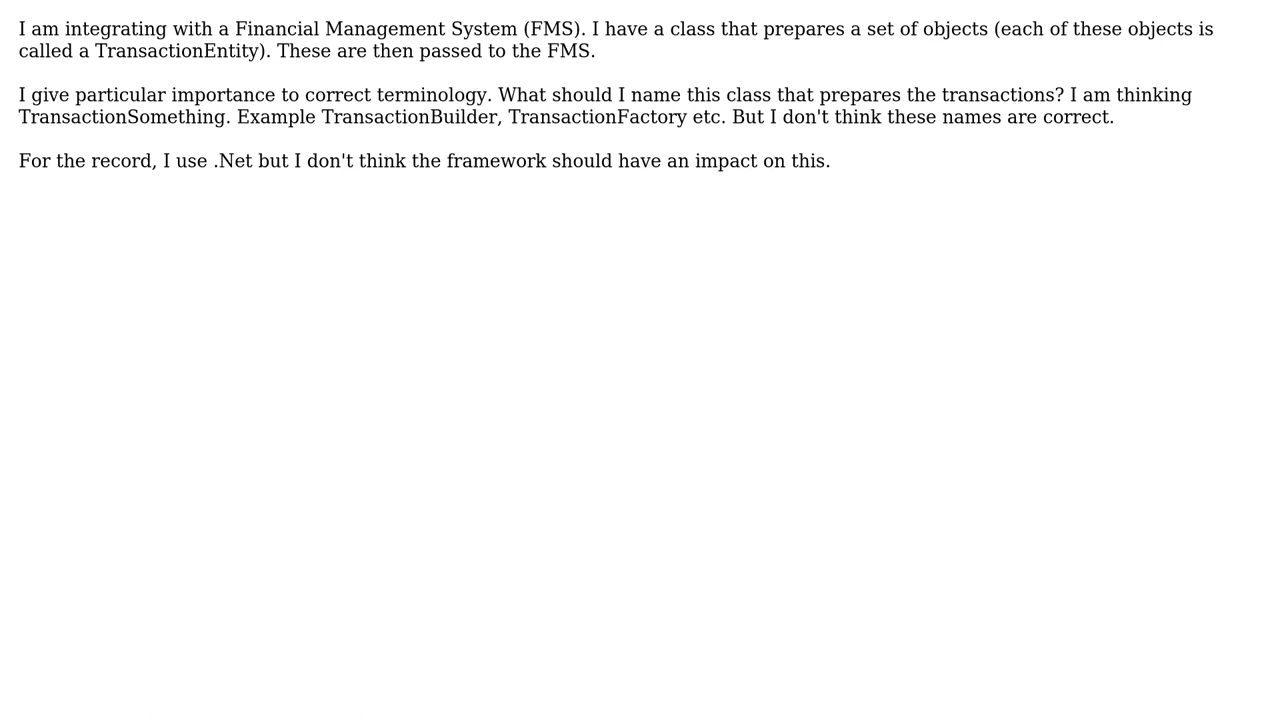 I am integrating with a Financial Management System (FMS). I have a class that prepares a set of objects (each of these objects is
called a TransactionEntity). These are then passed to the FMS.
I give particular importance to correct terminology. What should I name this class that prepares the transactions? I am thinking
TransactionSomething. Example TransactionBuilder, TransactionFactory etc. But I don't think these names are correct.
For the record, I use .Net but I don't think the framework should have an impact on this.